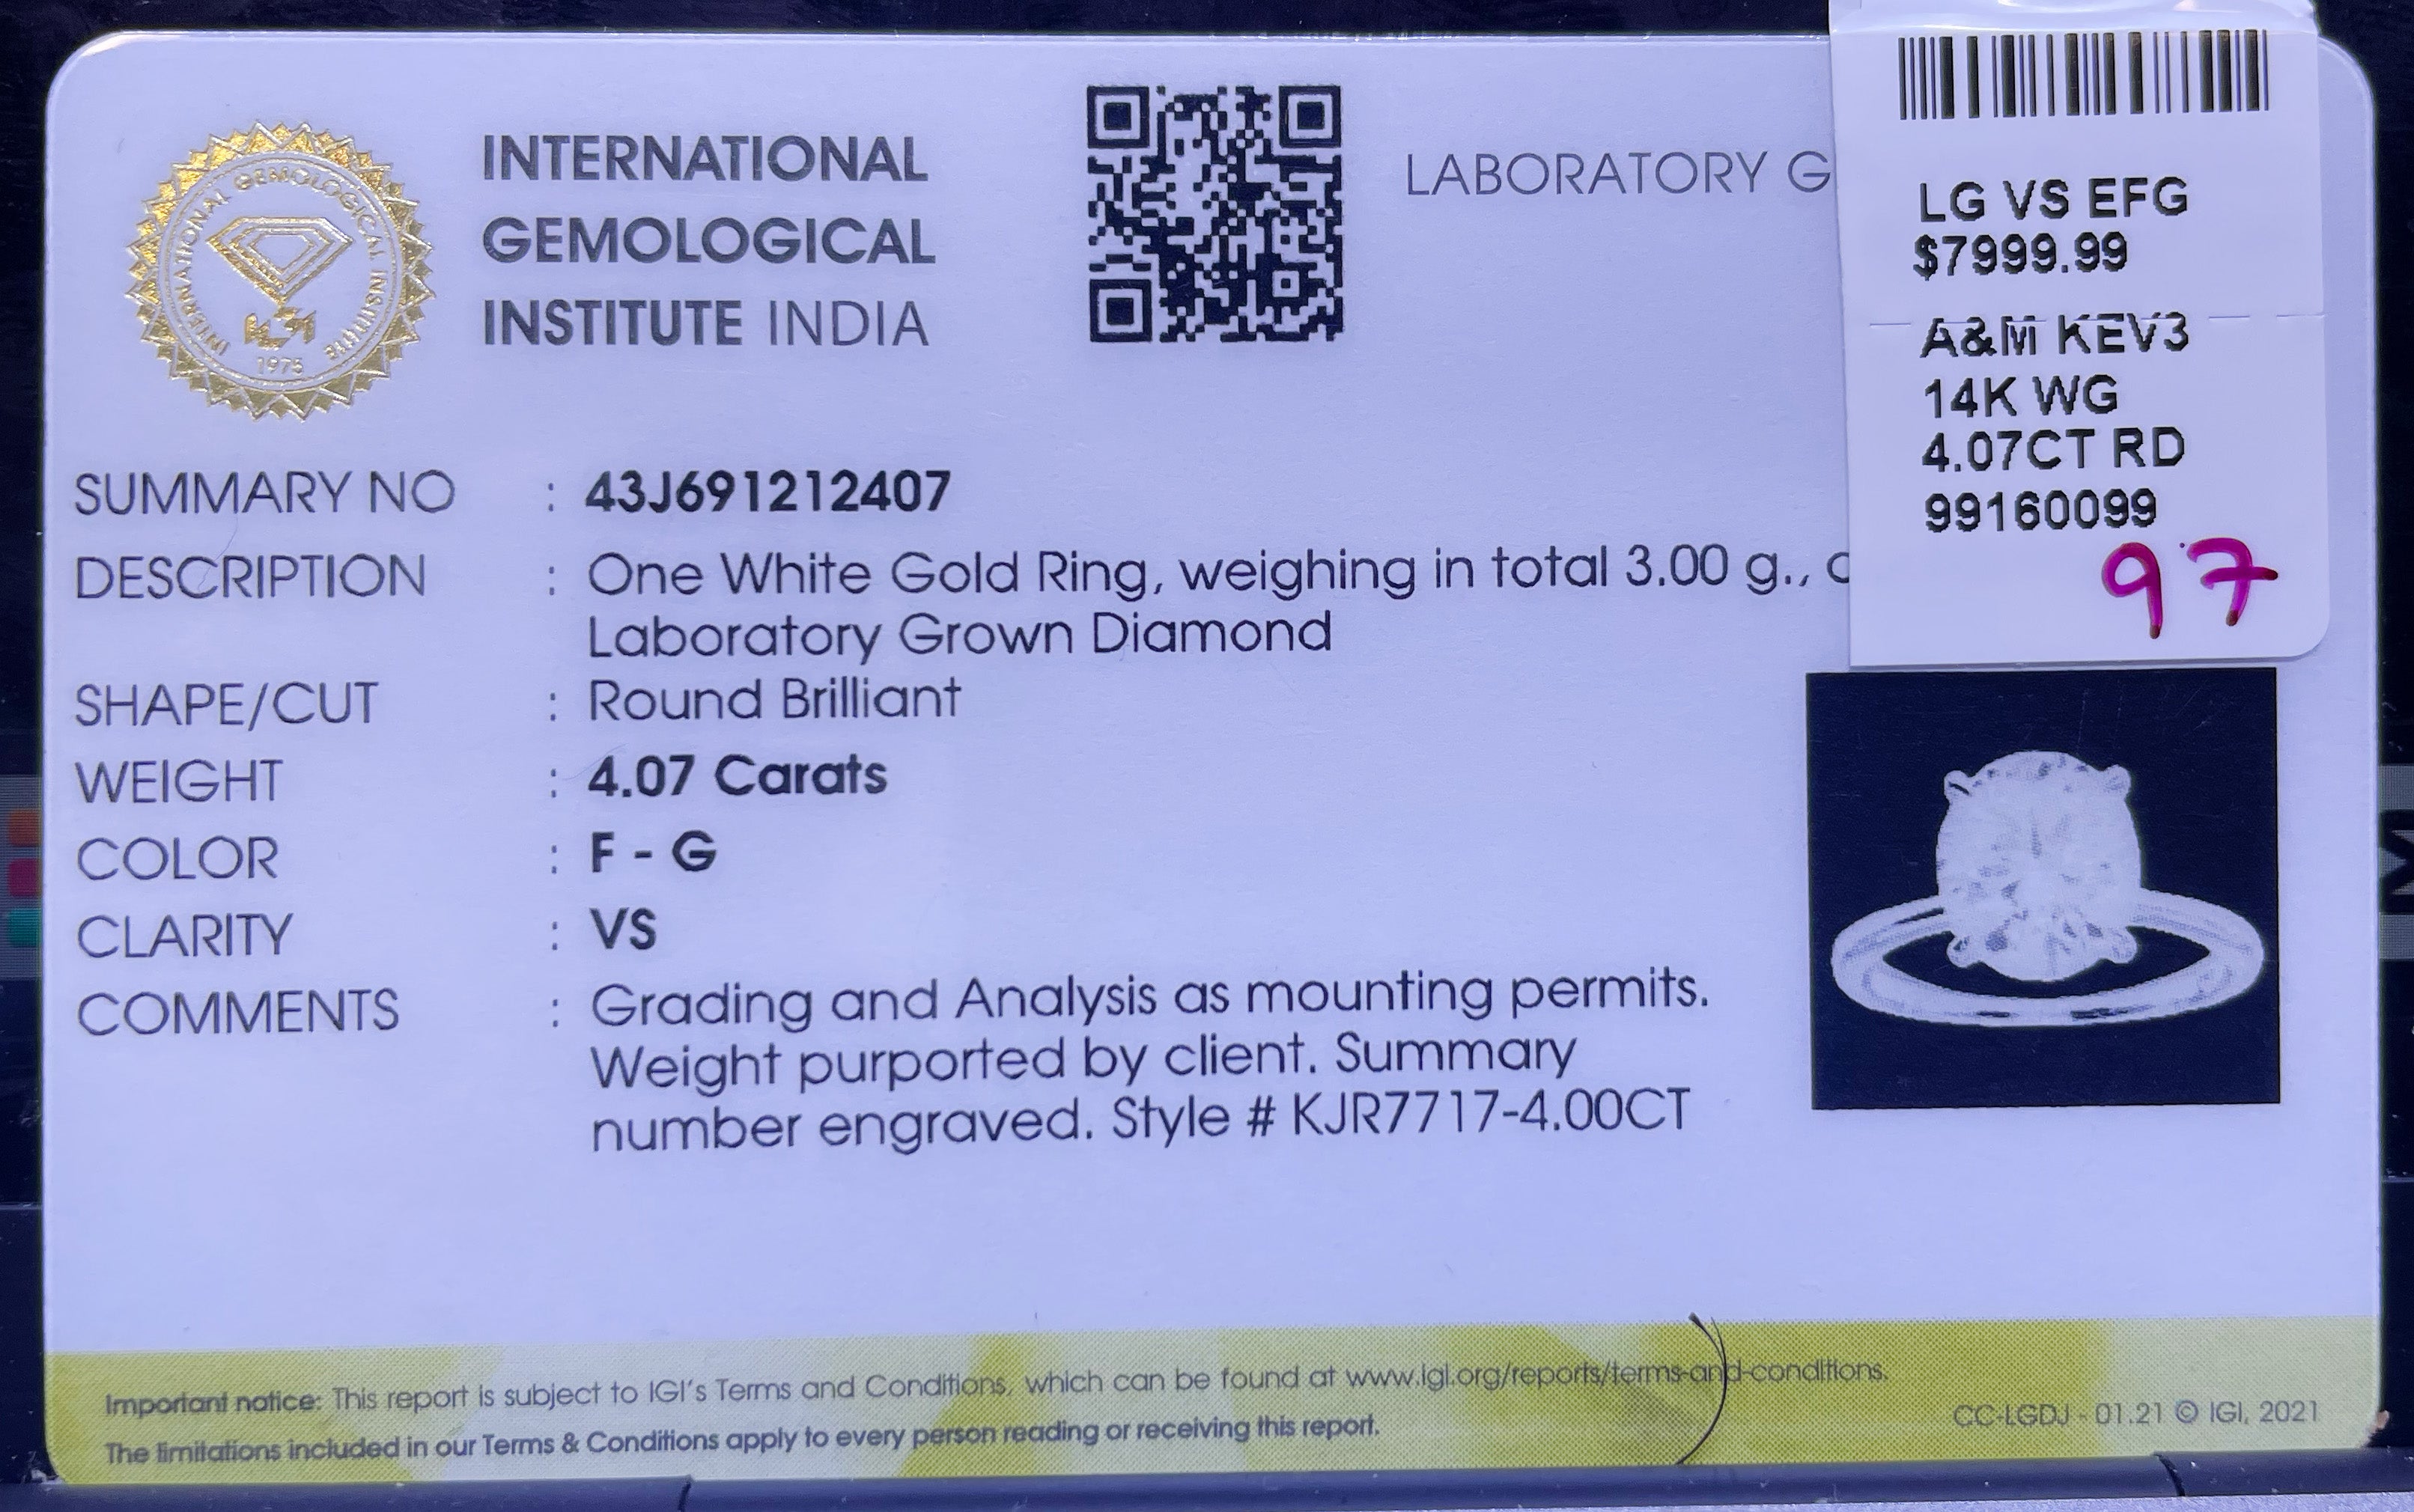 INTERNATIONAL
GEMOLOGICAL
INSTITUTE INDIA
INTERNATIONAL GEMOLOGICAL INSTITUTE
IGI
1975
LABORATORY G
LG VS EFG
$7999.99
A&M KEV3
14K WG
4.07CT RD
99160099
97
SUMMARY NO : 43J691212407
DESCRIPTION : One White Gold Ring, weighing in total 3.00 g.,
Laboratory Grown Diamond
SHAPE/CUT : Round Brilliant
WEIGHT : 4.07 Carats
COLOR : F - G
CLARITY : VS
COMMENTS : Grading and Analysis as mounting permits.
Weight purported by client. Summary
number engraved. Style # KJR7717-4.00CT
Important notice: This report is subject to IGI's Terms and Conditions, which can be found at www.igi.org/reports/terms-and-conditions.
The limitations included in our Terms & Conditions apply to every person reading or receiving this report.
CC-LGDJ - 01.21 © IGI, 2021
M